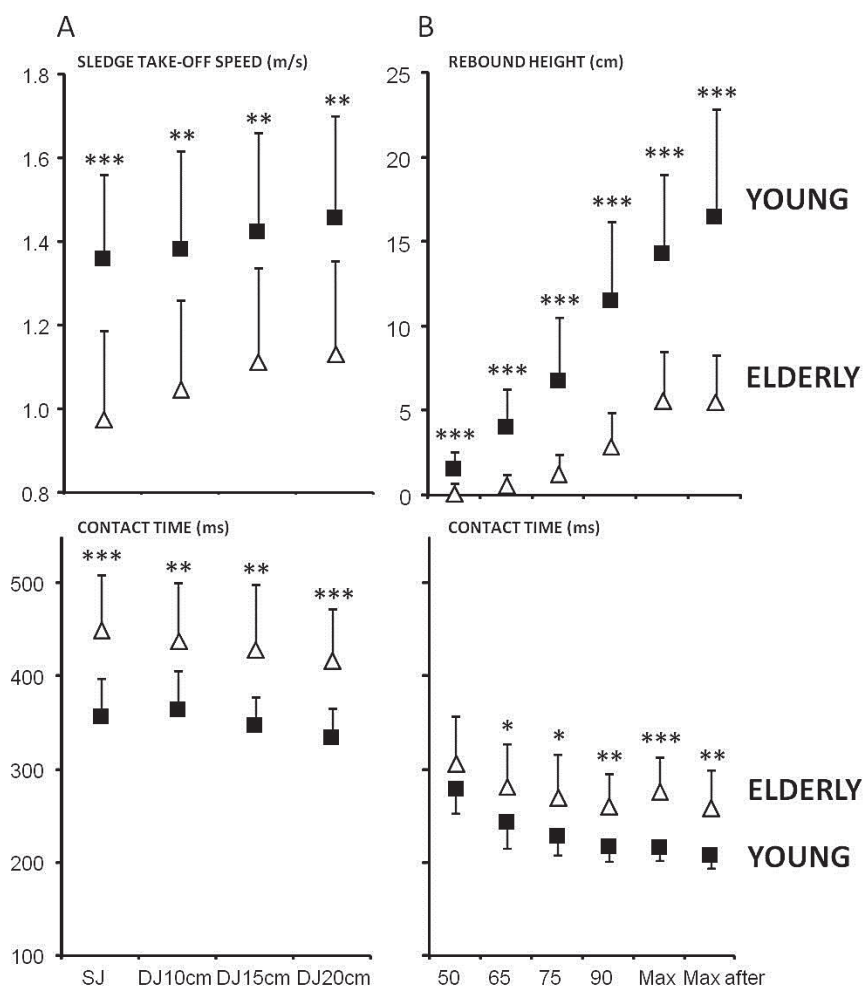 A
SLEDGE TAKE-OFF SPEED (m/s)
1.8
1.6
1.4
1.2
1.0
0.8
*** ** ** **
B
REBOUND HEIGHT (cm)
25
20
15
10
5
0
*** *** *** *** *** ***
YOUNG
ELDERLY
CONTACT TIME (ms)
500
400
300
200
100
*** ** ** ***
SJ DJ10cm DJ15cm DJ20cm
CONTACT TIME (ms)
* * ** *** **
ELDERLY
YOUNG
50 65 75 90 Max Max after